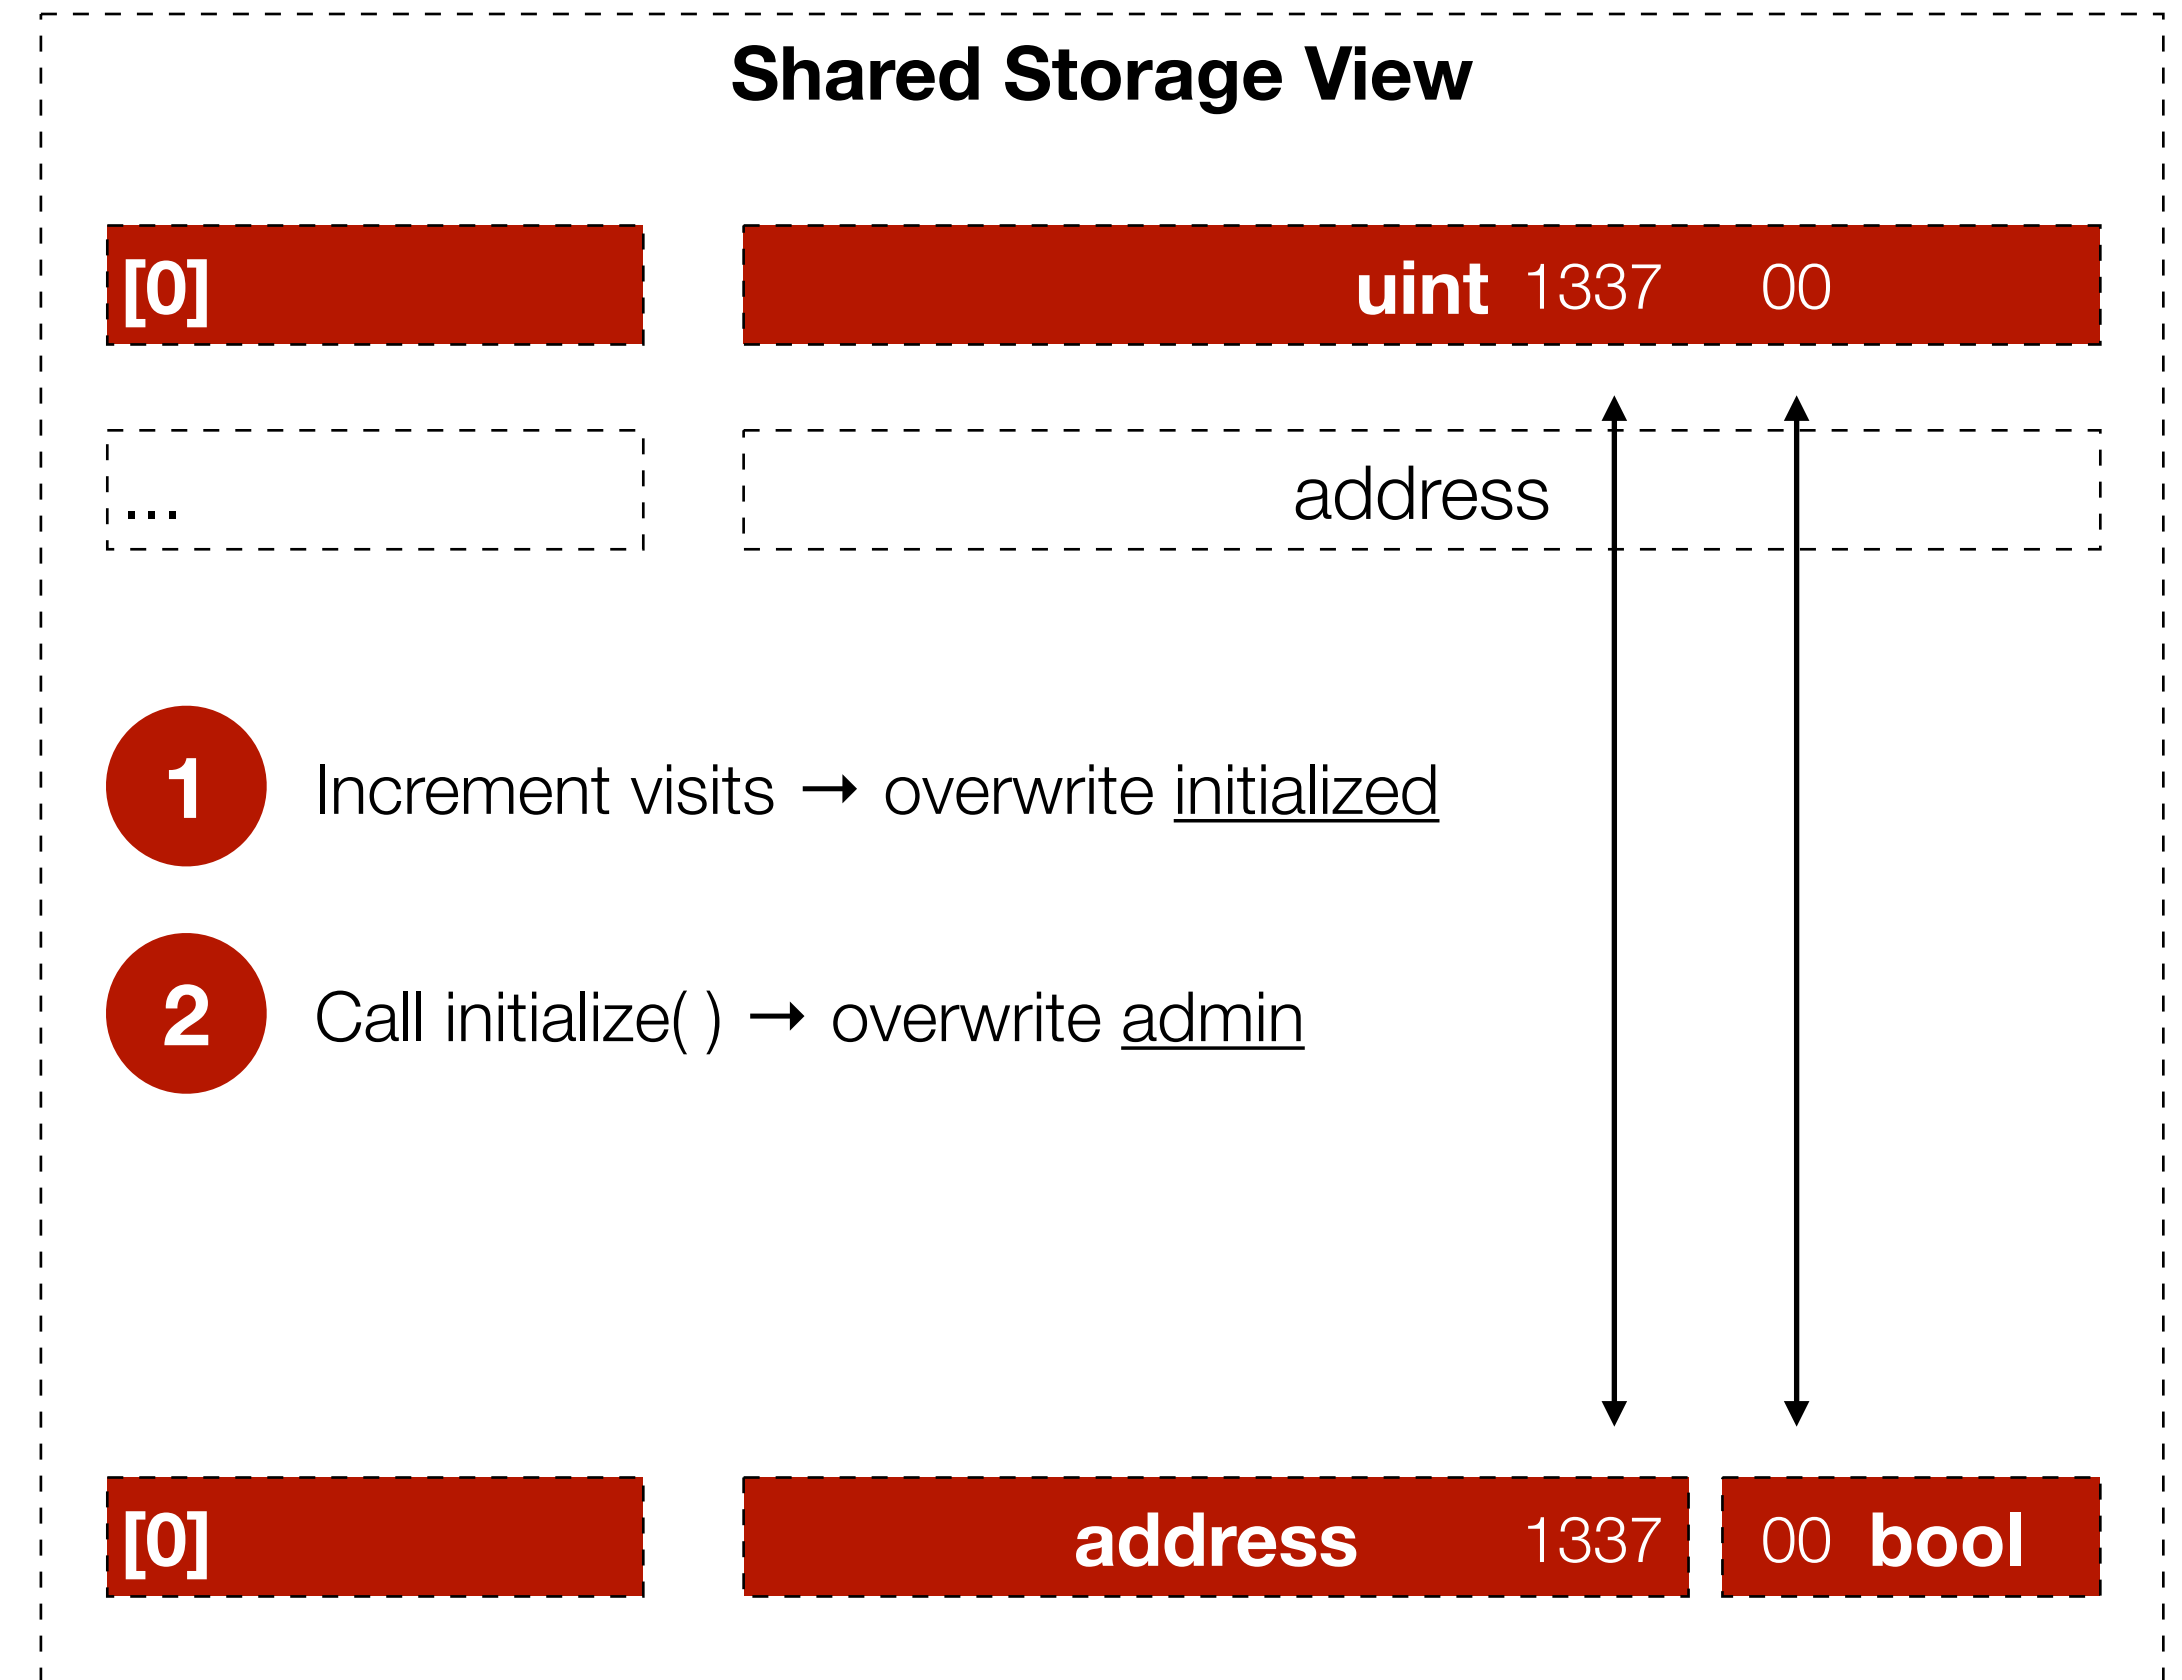 Shared Storage View
[0] uint 1337 00
... address
1 Increment visits → overwrite initialized
2 Call initialize( ) → overwrite admin
[0] address 1337 00 bool